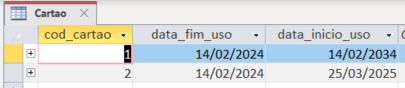 Cartao
cod_cartao data_fim_uso data_inicio_uso
1 14/02/2024 14/02/2034
2 14/02/2024 25/03/2025